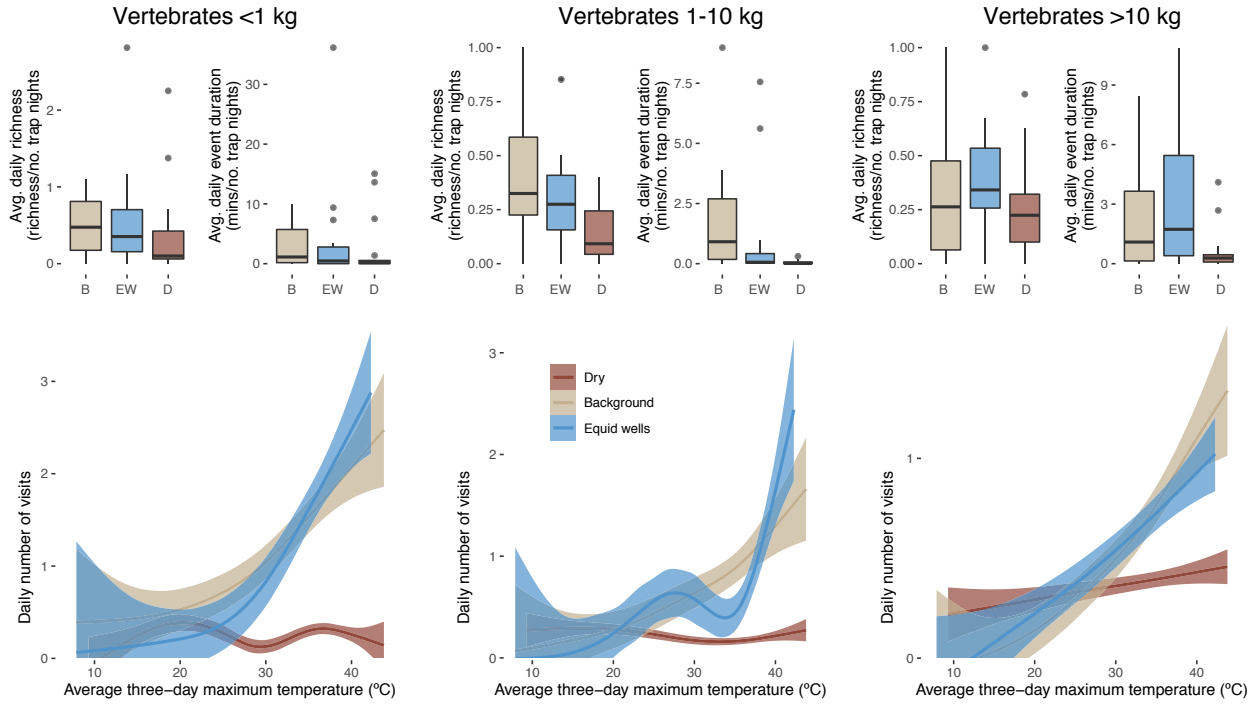 Vertebrates <1 kg
Avg. daily richness
(richness/no. trap nights)
2
1
0
B EW D
Avg. daily event duration
(mins/no. trap nights)
30
20
10
0
B EW D
Vertebrates 1-10 kg
Avg. daily richness
(richness/no. trap nights)
1.00
0.75
0.50
0.25
0.00
B EW D
Avg. daily event duration
(mins/no. trap nights)
7.5
5.0
2.5
0.0
B EW D
Vertebrates >10 kg
Avg. daily richness
(richness/no. trap nights)
1.00
0.75
0.50
0.25
0.00
B EW D
Avg. daily event duration
(mins/no. trap nights)
9
6
3
0
B EW D
Daily number of visits
3
2
1
0
10 20 30 40
Average three−day maximum temperature (ºC)
Daily number of visits
3
2
1
0
Dry
Background
Equid wells
10 20 30 40
Average three−day maximum temperature (ºC)
Daily number of visits
1
0
10 20 30 40
Average three−day maximum temperature (ºC)